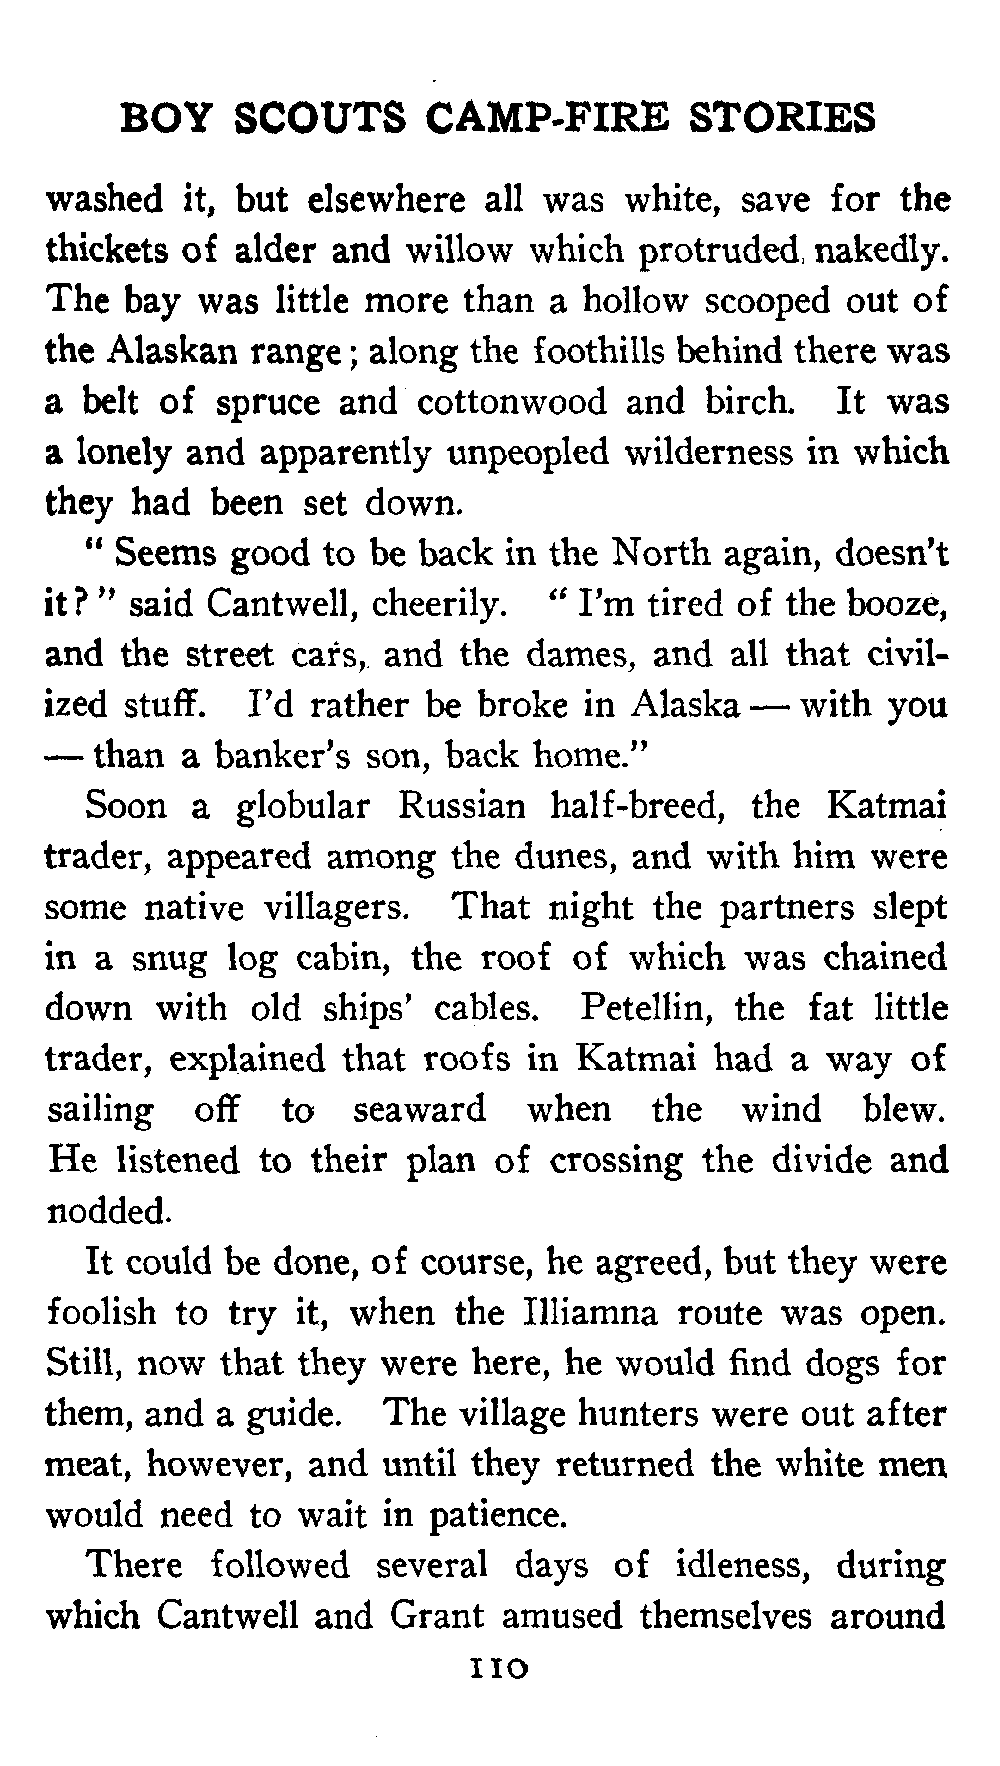 BOY SCOUTS CAMP-FIRE STORIES
washed it, but elsewhere all was white, save for the
thickets of alder and willow which protruded, nakedly.
The bay was little more than a hollow scooped out of
the Alaskan range; along the foothills behind there was
a belt of spruce and cottonwood and birch. It was
a lonely and apparently unpeopled wilderness in which
they had been set down.
" Seems good to be back in the North again, doesn't
it? " said Cantwell, cheerily. " I'm tired of the booze,
and the street cars, and the dames, and all that civil-
ized stuff. I'd rather be broke in Alaska — with you
— than a banker's son, back home."
Soon a globular Russian half-breed, the Katmai
trader, appeared among the dunes, and with him were
some native villagers. That night the partners slept
in a snug log cabin, the roof of which was chained
down with old ships' cables. Petellin, the fat little
trader, explained that roofs in Katmai had a way of
sailing off to seaward when the wind blew.
He listened to their plan of crossing the divide and
nodded.
It could be done, of course, he agreed, but they were
foolish to try it, when the Illiamna route was open.
Still, now that they were here, he would find dogs for
them, and a guide. The village hunters were out after
meat, however, and until they returned the white men
would need to wait in patience.
There followed several days of idleness, during
which Cantwell and Grant amused themselves around
110